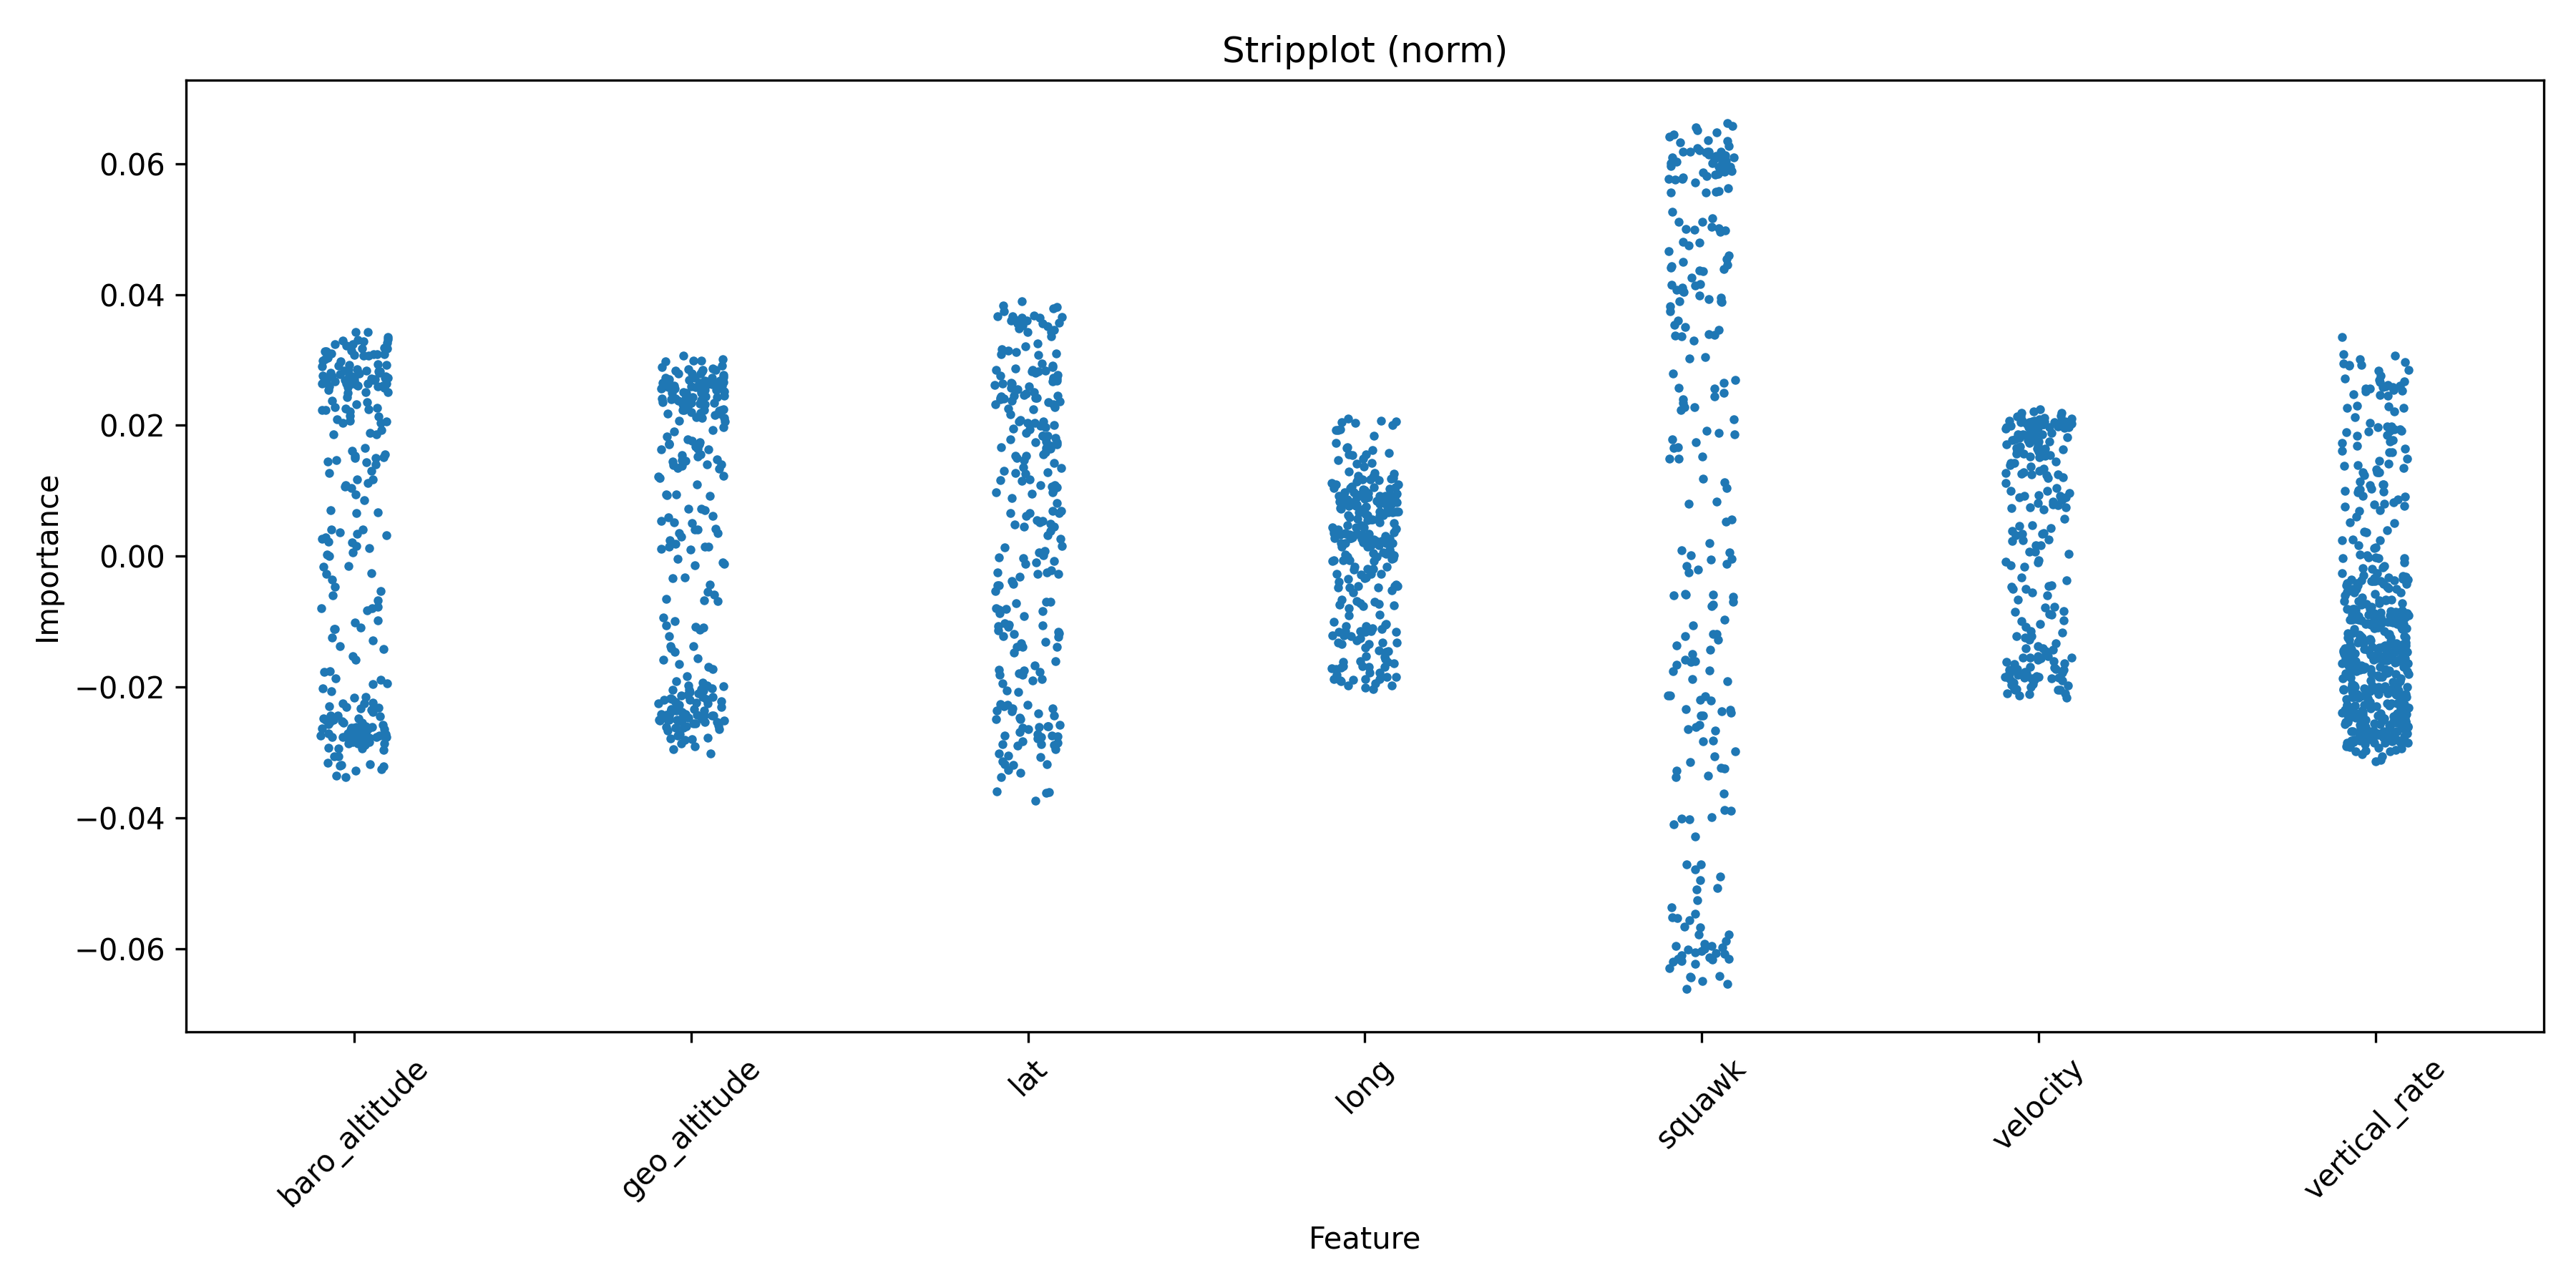 Stripplot (norm)
Importance
0.06
0.04
0.02
0.00
−0.02
−0.04
−0.06
baro_altitude
geo_altitude
lat
long
squawk
velocity
vertical_rate
Feature